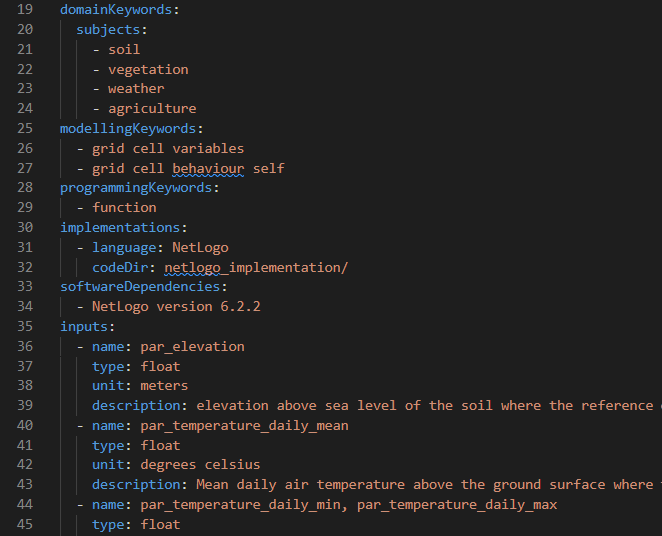 19 domainKeywords:
20 subjects:
21 - soil
22 - vegetation
23 - weather
24 - agriculture
25 modellingKeywords:
26 - grid cell variables
27 - grid cell behaviour self
28 programmingKeywords:
29 - function
30 implementations:
31 - language: NetLogo
32 codeDir: netlogo_implementation/
33 softwareDependencies:
34 - NetLogo version 6.2.2
35 inputs:
36 - name: par_elevation
37 type: float
38 unit: meters
39 description: elevation above sea level of the soil where the reference
40 - name: par_temperature_daily_mean
41 type: float
42 unit: degrees celsius
43 description: Mean daily air temperature above the ground surface where
44 - name: par_temperature_daily_min, par_temperature_daily_max
45 type: float